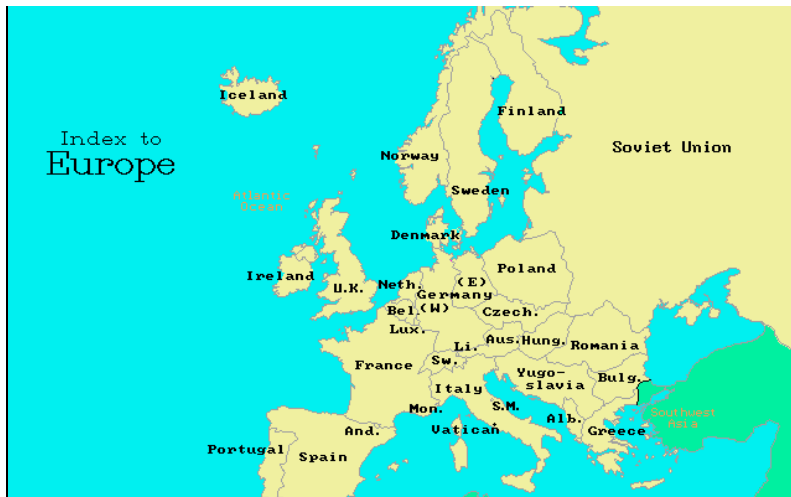 Index to
Europe
Iceland
Finland
Soviet Union
Norway
Sweden
Atlantic
Ocean
Denmark
Ireland
U.K.
Neth.
Germany
(E)
(W)
Poland
Bel.
Lux.
Czech.
Li.
Aus.
Hung.
Romania
France
Sw.
Italy
Yugo-
slavia
Bulg.
Mon.
S.M.
Southwest
Asia
And.
Vatican
Alb.
Greece
Portugal
Spain